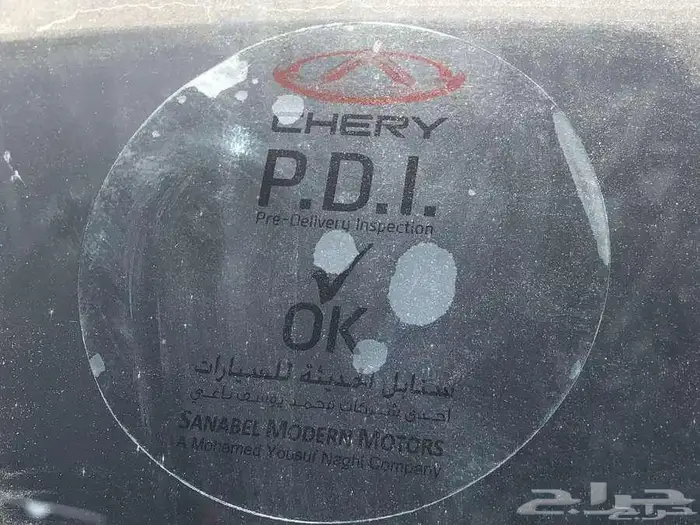 CHERY
P.D.I.
Pre-Delivery Inspection
OK
سنابل الحديثة للسيارات
احدى شركات محمد يوسف ناغي
SANABEL MODERN MOTORS
A Mohamed Yousuf Naghi Company
حراج